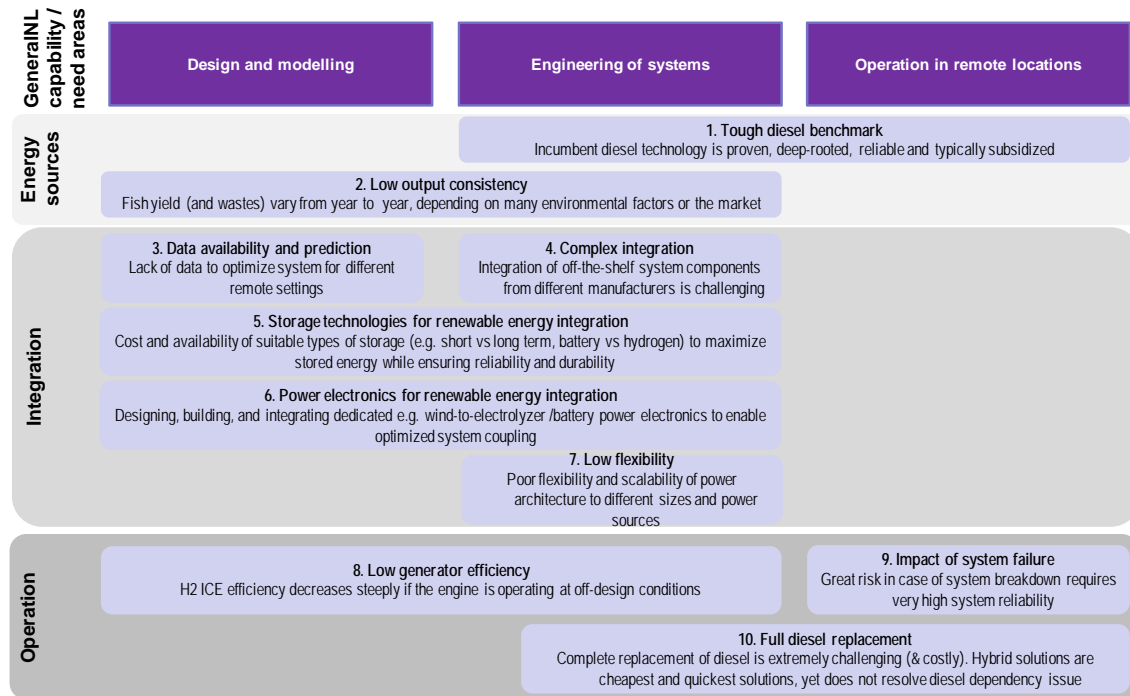 GeneralNL
capability /
need areas
Design and modelling
Engineering of systems
Operation in remote locations
Energy
sources
1. Tough diesel benchmark
Incumbent diesel technology is proven, deep-rooted, reliable and typically subsidized
2. Low output consistency
Fish yield (and wastes) vary from year to year, depending on many environmental factors or the market
Integration
3. Data availability and prediction
Lack of data to optimize system for different
remote settings
4. Complex integration
Integration of off-the-shelf system components
from different manufacturers is challenging
5. Storage technologies for renewable energy integration
Cost and availability of suitable types of storage (e.g. short vs long term, battery vs hydrogen) to maximize
stored energy while ensuring reliability and durability
6. Power electronics for renewable energy integration
Designing, building, and integrating dedicated e.g. wind-to-electrolyzer /battery power electronics to enable
optimized system coupling
7. Low flexibility
Poor flexibility and scalability of power
architecture to different sizes and power
sources
Operation
8. Low generator efficiency
H2 ICE efficiency decreases steeply if the engine is operating at off-design conditions
9. Impact of system failure
Great risk in case of system breakdown requires
very high system reliability
10. Full diesel replacement
Complete replacement of diesel is extremely challenging (& costly). Hybrid solutions are
cheapest and quickest solutions, yet does not resolve diesel dependency issue